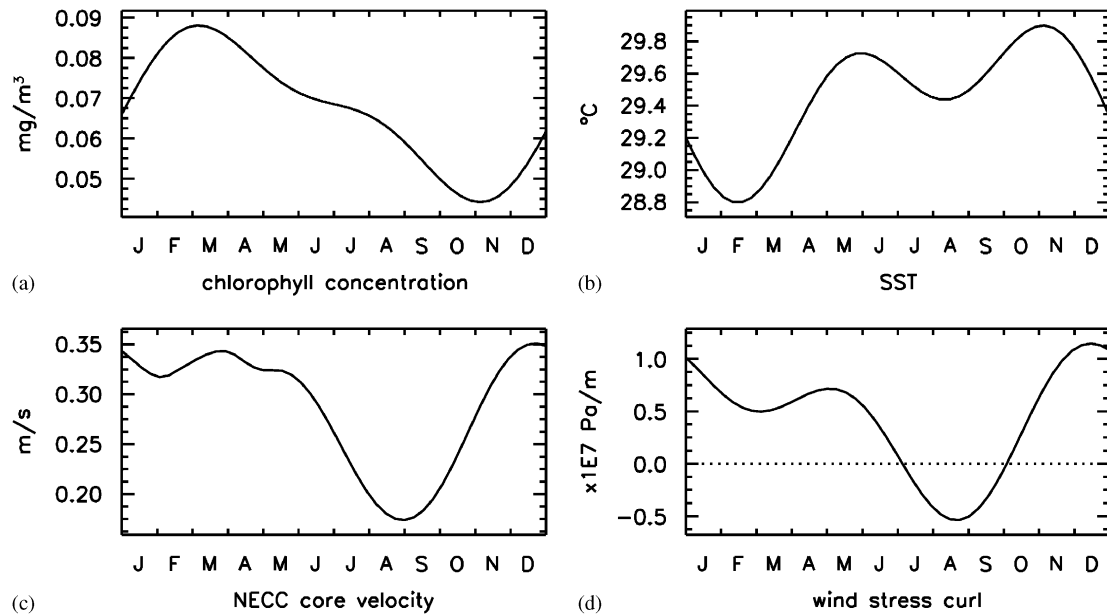 mg/m³
0.09
0.08
0.07
0.06
0.05
J F M A M J J A S O N D
(a) chlorophyll concentration
°C
29.8
29.6
29.4
29.2
29.0
28.8
J F M A M J J A S O N D
(b) SST
m/s
0.35
0.30
0.25
0.20
J F M A M J J A S O N D
(c) NECC core velocity
x1E7 Pa/m
1.0
0.5
0.0
-0.5
J F M A M J J A S O N D
(d) wind stress curl